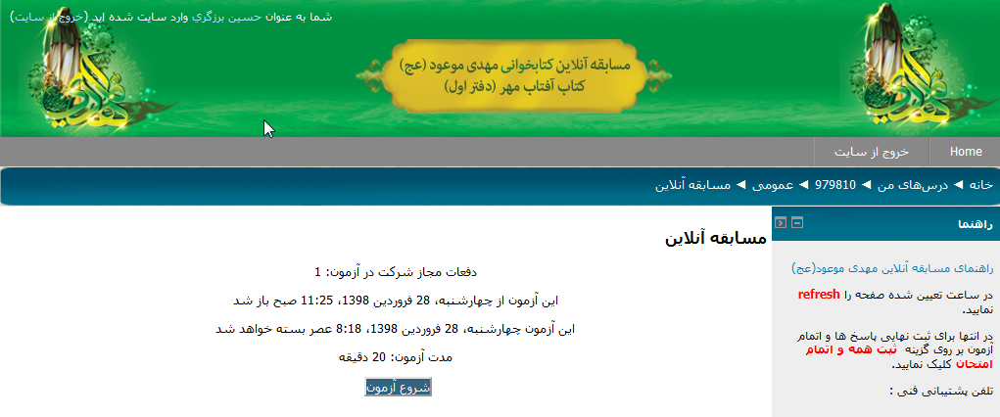 شما به عنوان حسین برزگری وارد سایت شده اید (خروج از سایت)
مسابقه آنلاین کتابخوانی مهدی موعود (عج)
کتاب آفتاب مهر (دفتر اول)
Home
خروج از سایت
خانه ◄ درس‌های من ◄ 979810 ◄ عمومی ◄ مسابقه آنلاین
راهنما
راهنمای مسابقه آنلاین مهدی موعود(عج)
در ساعت تعیین شده صفحه را refresh
نمایید.
در انتها برای ثبت نهایی پاسخ ها و اتمام
آزمون بر روی گزینه ثبت همه و اتمام
امتحان کلیک نمایید.
تلفن پشتیبانی فنی :
مسابقه آنلاین
دفعات مجاز شرکت در آزمون: 1
این آزمون از چهارشنبه، 28 فروردین 1398، 11:25 صبح باز شد
این آزمون چهارشنبه، 28 فروردین 1398، 8:18 عصر بسته خواهد شد
مدت آزمون: 20 دقیقه
شروع آزمون